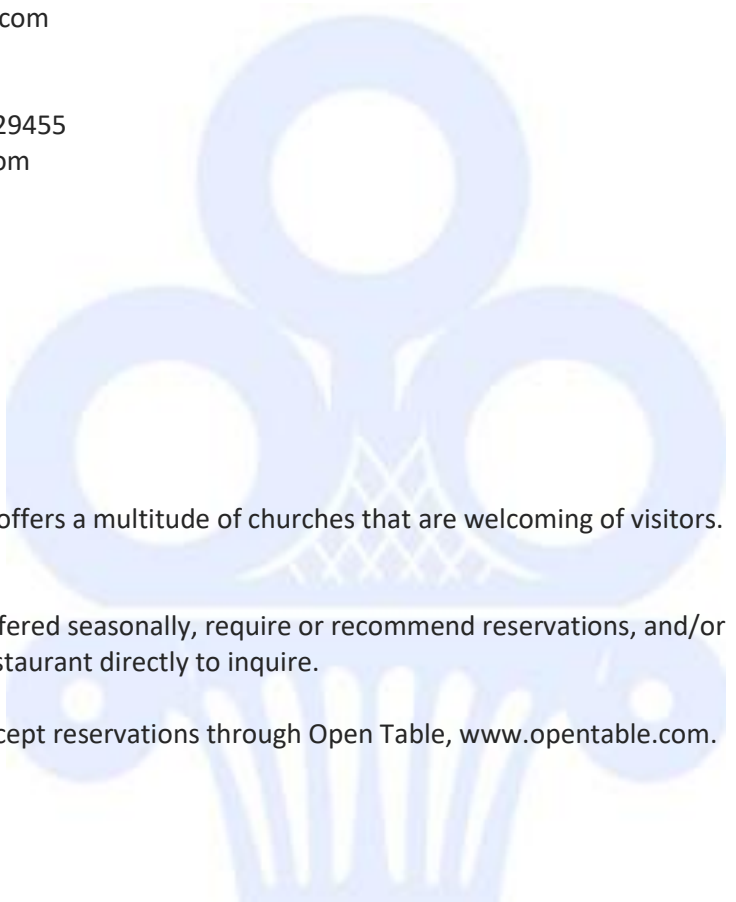 .com
29455
om
offers a multitude of churches that are welcoming of visitors.
fered seasonally, require or recommend reservations, and/or
staurant directly to inquire.
cept reservations through Open Table, www.opentable.com.